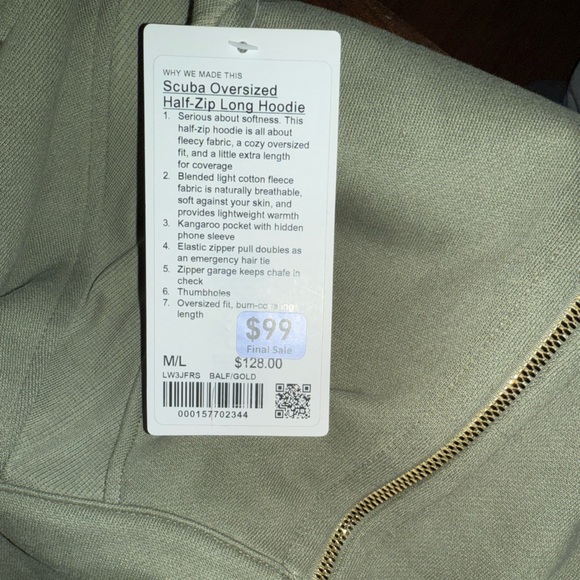 WHY WE MADE THIS
Scuba Oversized
Half-Zip Long Hoodie
1. Serious about softness. This
half-zip hoodie is all about
fleecy fabric, a cozy oversized
fit, and a little extra length
for coverage
2. Blended light cotton fleece
fabric is naturally breathable,
soft against your skin, and
provides lightweight warmth
3. Kangaroo pocket with hidden
phone sleeve
4. Elastic zipper pull doubles as
an emergency hair tie
5. Zipper garage keeps chafe in
check
6. Thumbholes
7. Oversized fit,
length
$99
Final Sale
M/L $128.00
LW3JFRS BALF/GOLD
000157702344